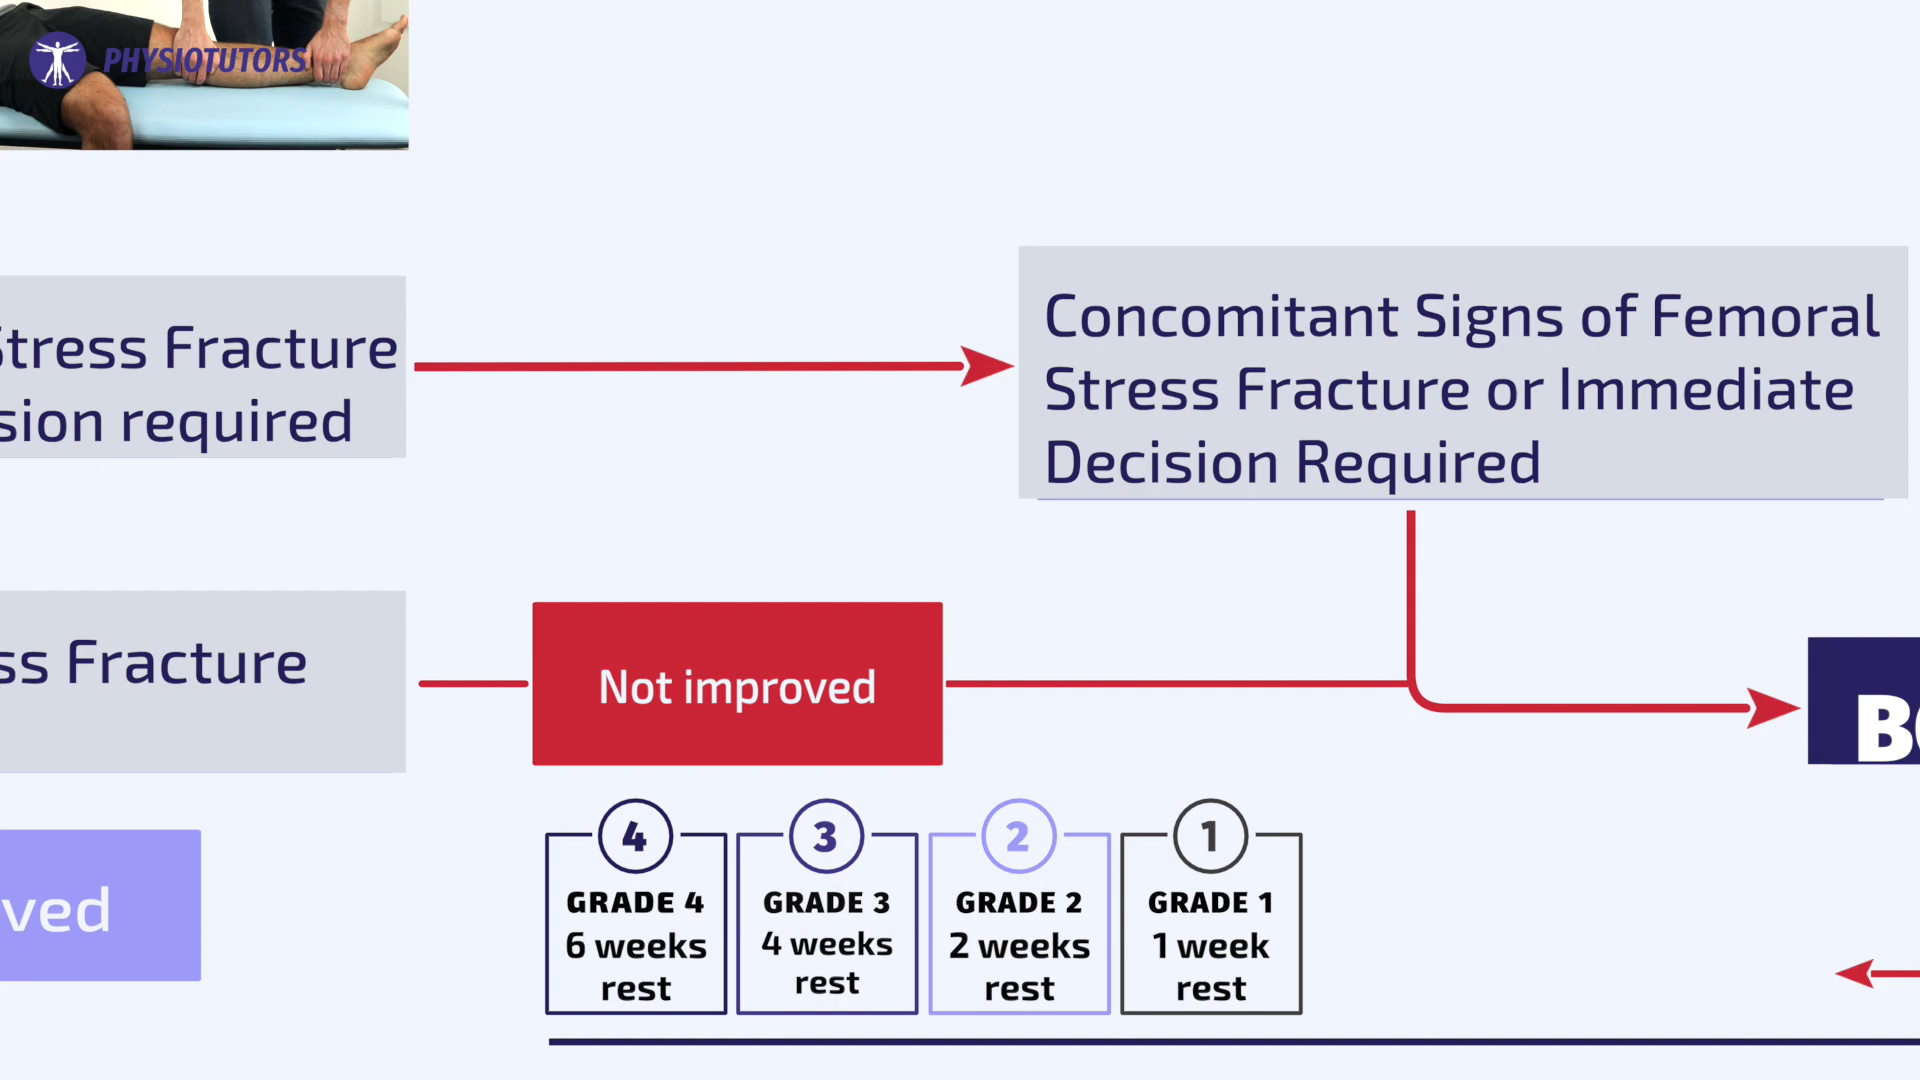 PHYSIOTUTORS
Stress Fracture
sion required
Concomitant Signs of Femoral
Stress Fracture or Immediate
Decision Required
ss Fracture
Not improved
B
ved
4
GRADE 4
6 weeks
rest
3
GRADE 3
4 weeks
rest
2
GRADE 2
2 weeks
rest
1
GRADE 1
1 week
rest